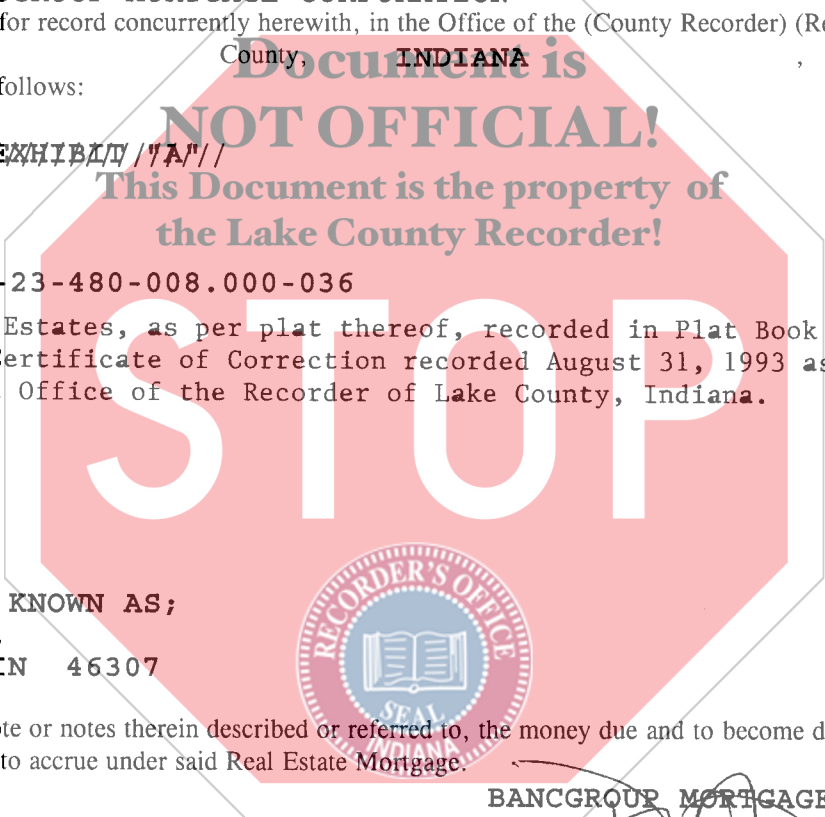 for record concurrently herewith, in the Office of the (County Recorder) (Re
County, INDIANA ,
Document is
follows:
NOT OFFICIAL!
EXHIBIT "A"
This Document is the property of
the Lake County Recorder!
-23-480-008.000-036
STOP
Estates, as per plat thereof, recorded in Plat Book
Certificate of Correction recorded August 31, 1993 as
Office of the Recorder of Lake County, Indiana.
KNOWN AS;
IN 46307
RECORDER'S OFFICE
SEAL
INDIANA
ote or notes therein described or referred to, the money due and to become d
to accrue under said Real Estate Mortgage.
BANCGROUP MORTGAGE